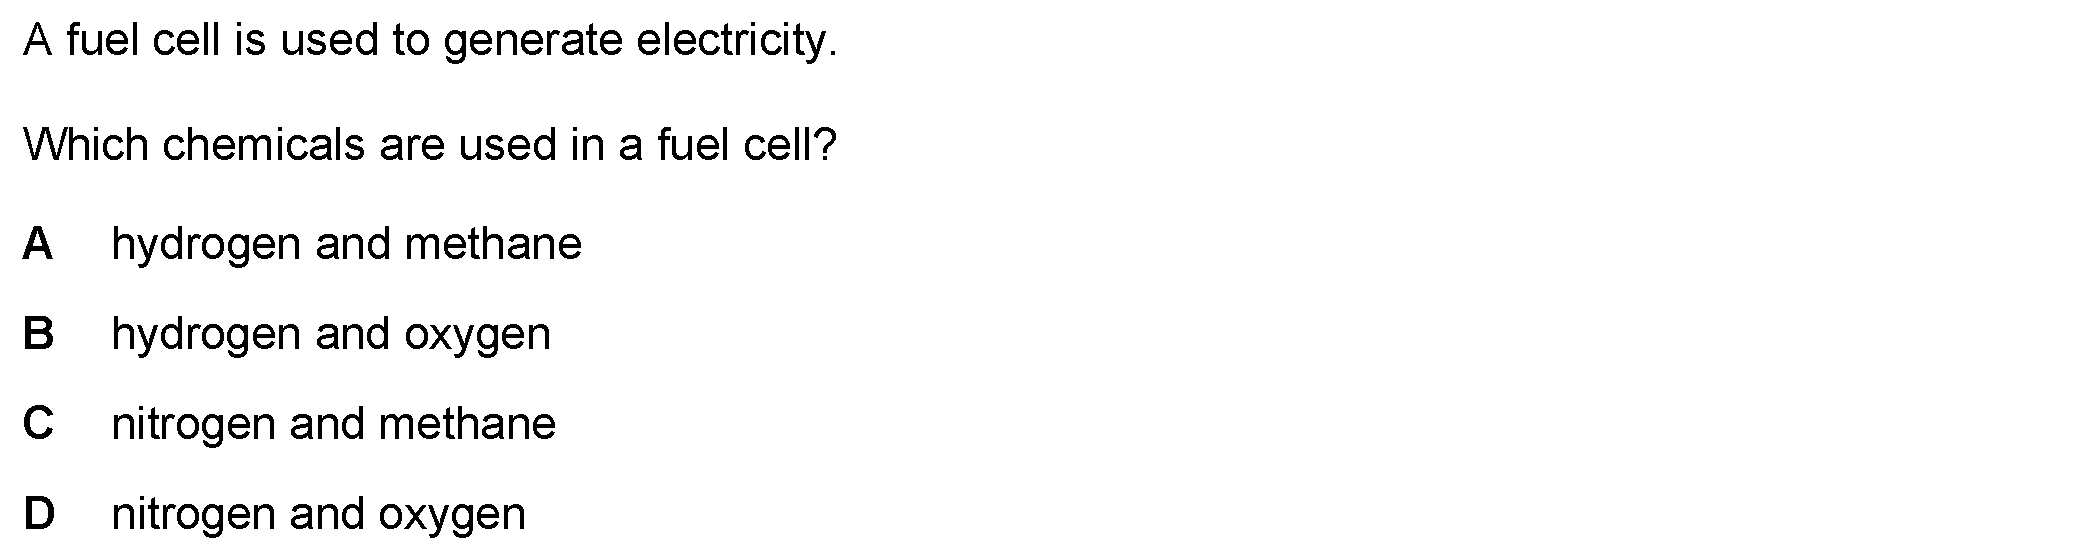 A fuel cell is used to generate electricity.
Which chemicals are used in a fuel cell?
A hydrogen and methane
B hydrogen and oxygen
C nitrogen and methane
D nitrogen and oxygen